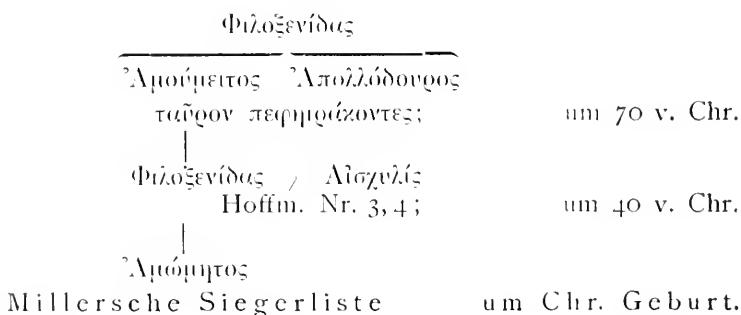 Φιλοξενίδας
Ἀμούμειτος Ἀπολλόδουρος
ταῦρον πεφειράκοντες; um 70 v. Chr.
Φιλοξενίδας / Αἰσχυλίς
Hoffm. Nr. 3, 4; um 40 v. Chr.
Ἀμώμητος
Millersche Siegerliste um Chr. Geburt.